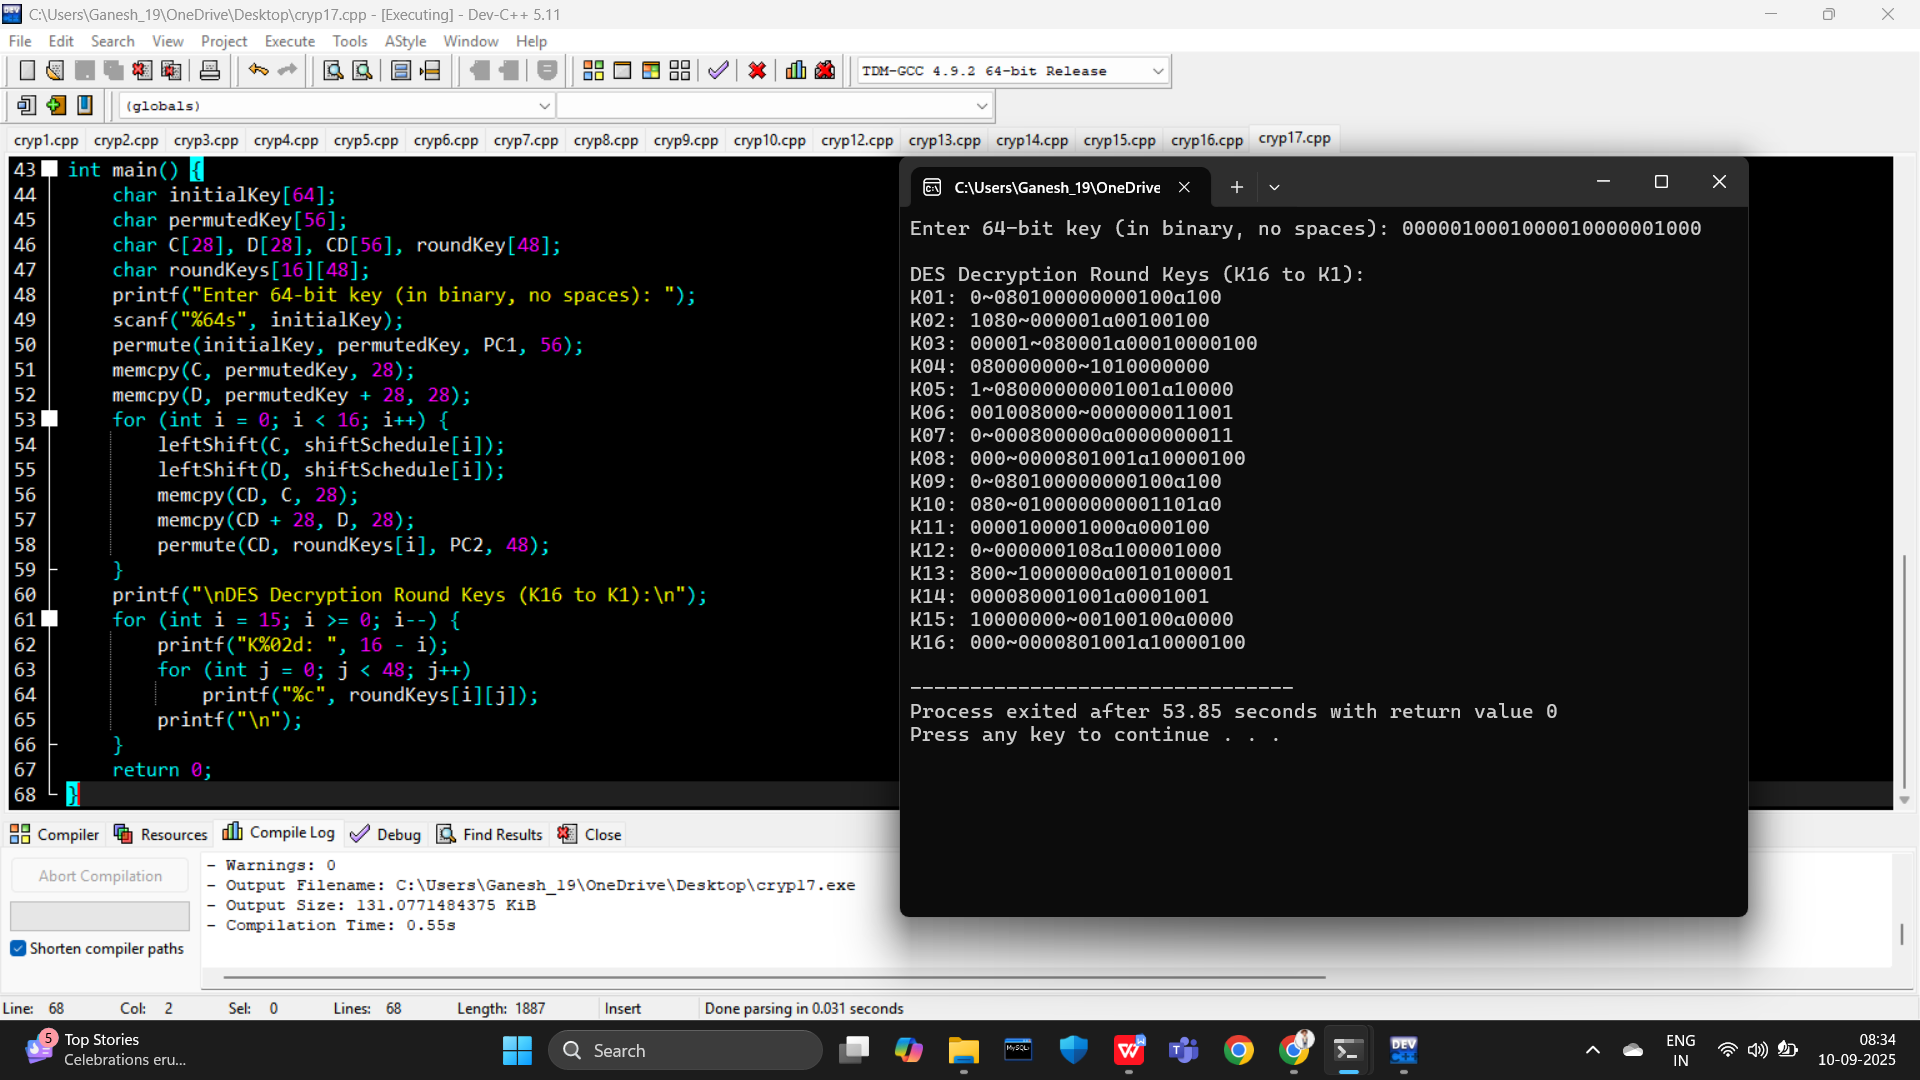 C:\Users\Ganesh_19\OneDrive\Desktop\cryp17.cpp - [Executing] - Dev-C++ 5.11
File Edit Search View Project Execute Tools AStyle Window Help
TDM-GCC 4.9.2 64-bit Release
(globals)
cryp1.cpp cryp2.cpp cryp3.cpp cryp4.cpp cryp5.cpp cryp6.cpp cryp7.cpp cryp8.cpp cryp9.cpp cryp10.cpp cryp12.cpp cryp13.cpp cryp14.cpp cryp15.cpp cryp16.cpp cryp17.cpp
43 int main() {
44 char initialKey[64];
45 char permutedKey[56];
46 char C[28], D[28], CD[56], roundKey[48];
47 char roundKeys[16][48];
48 printf("Enter 64-bit key (in binary, no spaces): ");
49 scanf("%64s", initialKey);
50 permute(initialKey, permutedKey, PC1, 56);
51 memcpy(C, permutedKey, 28);
52 memcpy(D, permutedKey + 28, 28);
53 for (int i = 0; i < 16; i++) {
54 leftShift(C, shiftSchedule[i]);
55 leftShift(D, shiftSchedule[i]);
56 memcpy(CD, C, 28);
57 memcpy(CD + 28, D, 28);
58 permute(CD, roundKeys[i], PC2, 48);
59 }
60 printf("\nDES Decryption Round Keys (K16 to K1):\n");
61 for (int i = 15; i >= 0; i--) {
62 printf("K%02d: ", 16 - i);
63 for (int j = 0; j < 48; j++)
64 printf("%c", roundKeys[i][j]);
65 printf("\n");
66 }
67 return 0;
68 }
C:\Users\Ganesh_19\OneDrive
Enter 64-bit key (in binary, no spaces): 0000010001000010000001000
DES Decryption Round Keys (K16 to K1):
K01: 0~080100000000100a100
K02: 1080~000001a00100100
K03: 00001~080001a00010000100
K04: 080000000~1010000000
K05: 1~08000000001001a10000
K06: 001008000~000000011001
K07: 0~000800000a0000000011
K08: 000~0000801001a10000100
K09: 0~080100000000100a100
K10: 080~010000000001101a0
K11: 0000100001000a000100
K12: 0~000000108a100001000
K13: 800~1000000a0010100001
K14: 000080001001a0001001
K15: 10000000~00100100a0000
K16: 000~0000801001a10000100
--------------------------------
Process exited after 53.85 seconds with return value 0
Press any key to continue . . .
Compiler Resources Compile Log Debug Find Results Close
Abort Compilation
Shorten compiler paths
- Warnings: 0
- Output Filename: C:\Users\Ganesh_19\OneDrive\Desktop\cryp17.exe
- Output Size: 131.0771484375 KiB
- Compilation Time: 0.55s
Line: 68 Col: 2 Sel: 0 Lines: 68 Length: 1887 Insert Done parsing in 0.031 seconds
5
Top Stories
Celebrations eru...
Search
MySQL
DEV
C++
ENG
IN
08:34
10-09-2025